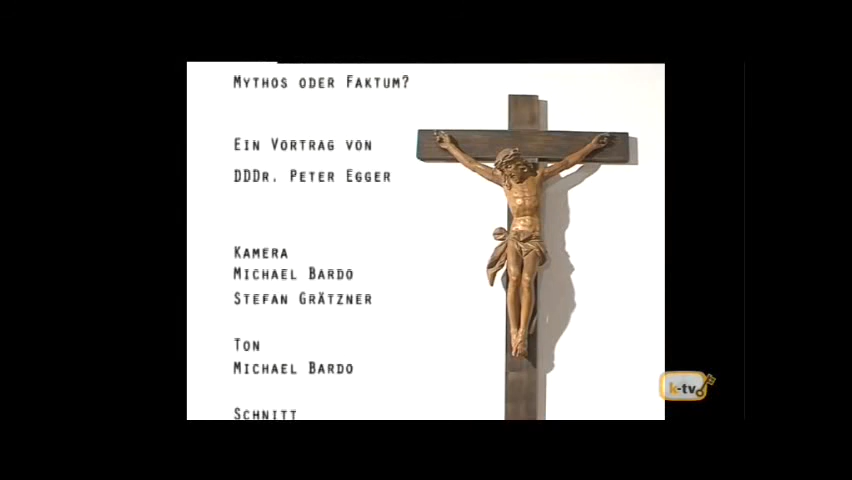 Mythos oder Faktum?
Ein Vortrag von
DDDr. Peter Egger
Kamera
Michael Bardo
Stefan Grätzner
Ton
Michael Bardo
Schnitt
k-tv